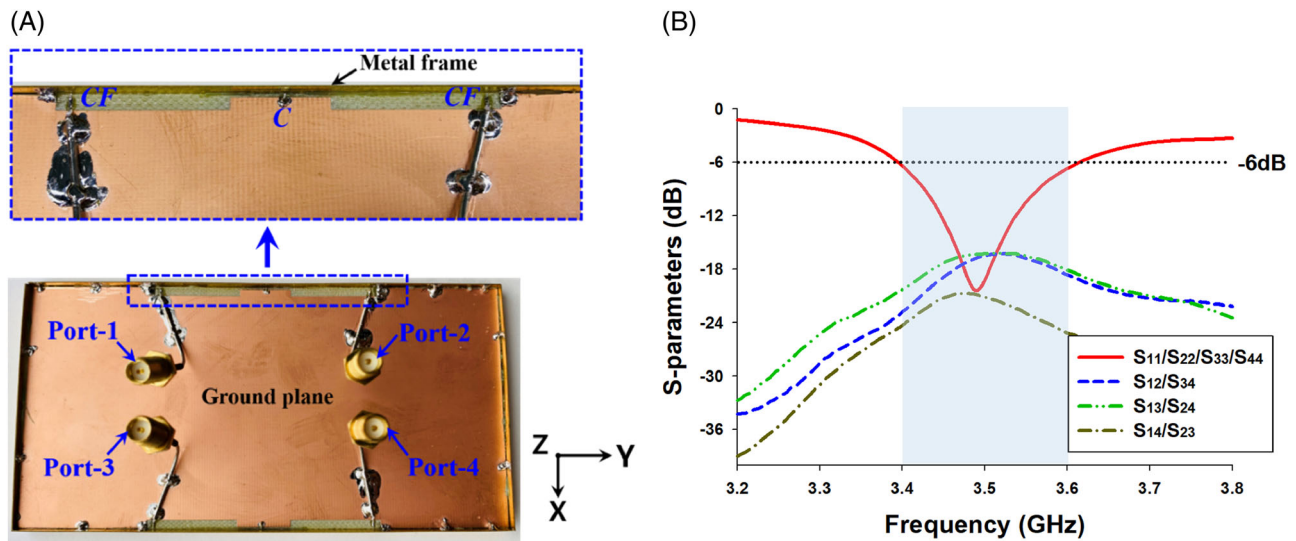 (A)
Metal frame
CF
C
CF
Port-1
Port-2
Ground plane
Port-3
Port-4
Z
Y
X
(B)
0
-6
-12
-18
-24
-30
-36
-6dB
S-parameters (dB)
S11/S22/S33/S44
S12/S34
S13/S24
S14/S23
3.2 3.3 3.4 3.5 3.6 3.7 3.8
Frequency (GHz)